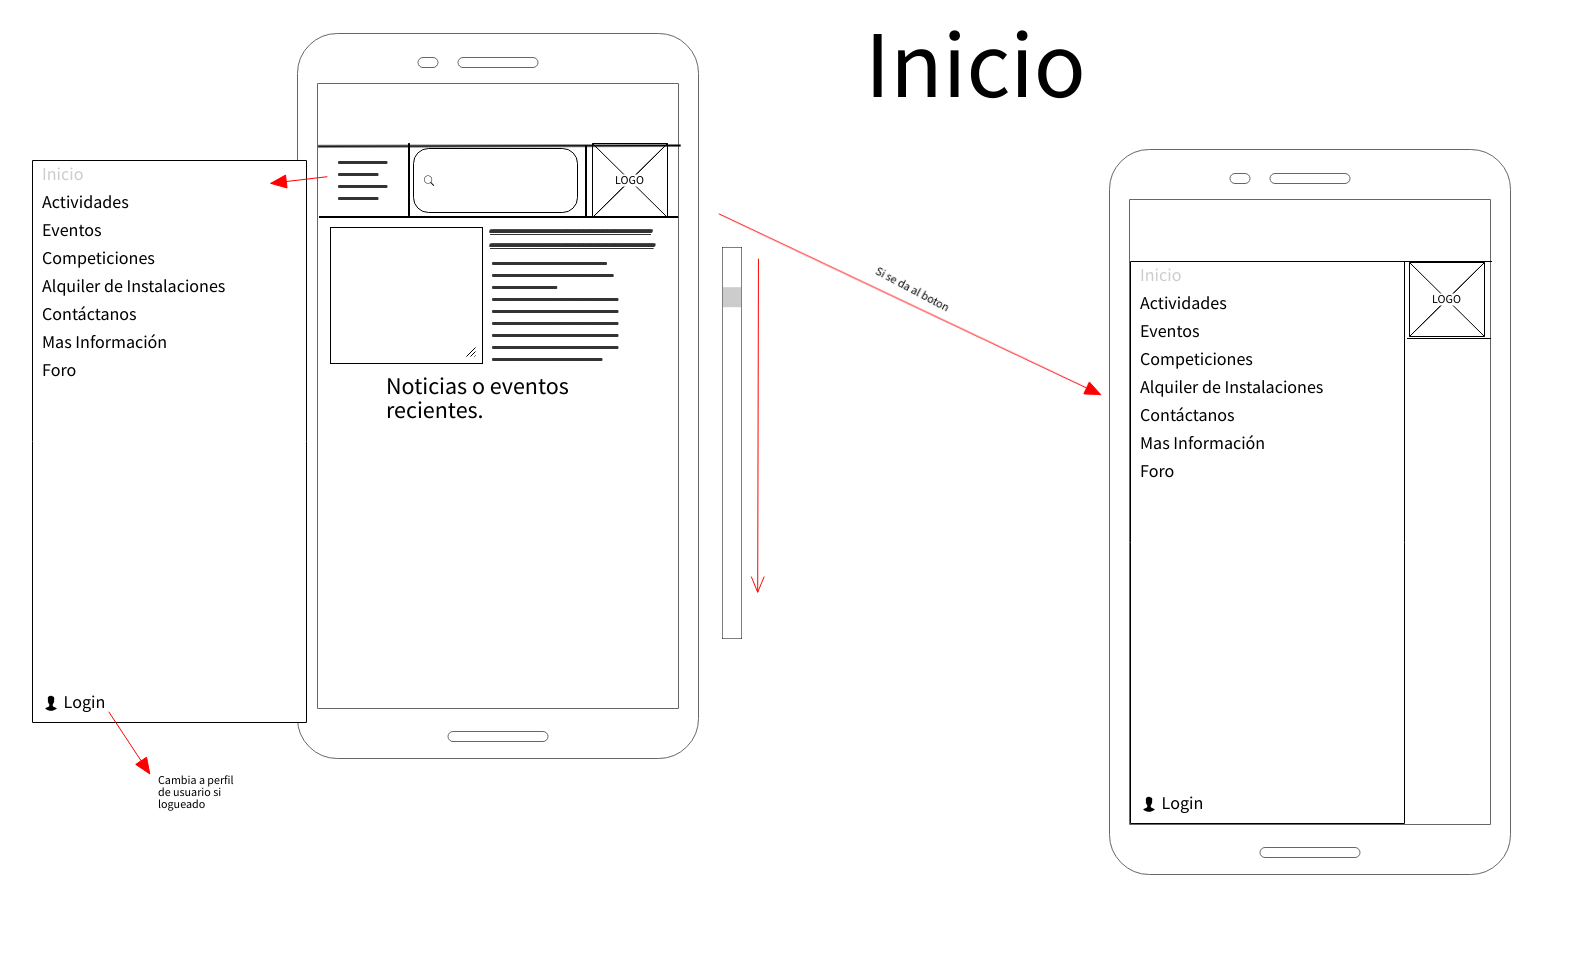 Inicio
Inicio
Actividades
Eventos
Competiciones
Alquiler de Instalaciones
Contáctanos
Mas Información
Foro
Login
Cambia a perfil
de usuario si
logueado
LOGO
Noticias o eventos
recientes.
Si se da al boton
Inicio
Actividades
Eventos
Competiciones
Alquiler de Instalaciones
Contáctanos
Mas Información
Foro
Login
LOGO